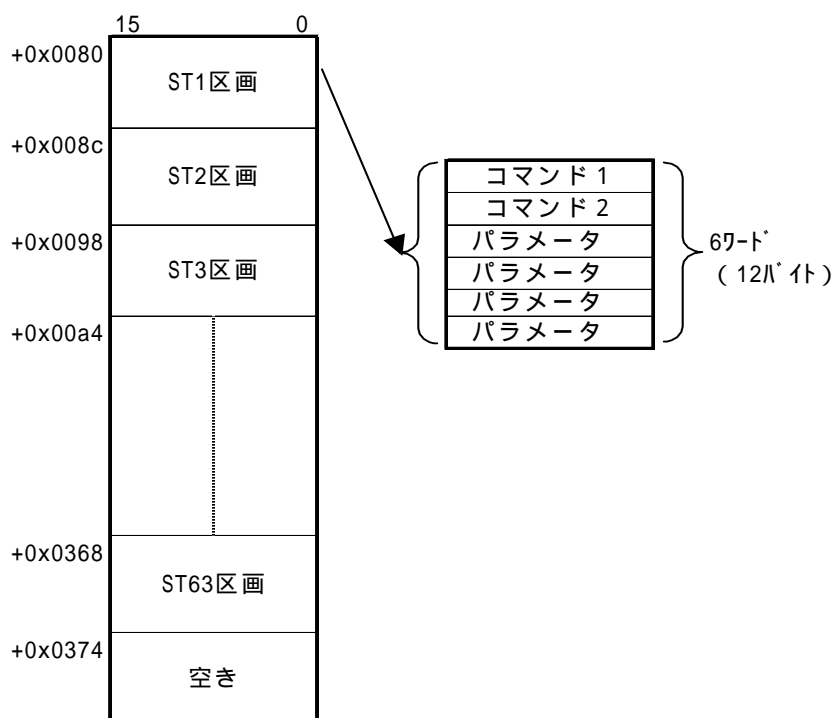 15 0
+0x0080
ST1区画
+0x008c
ST2区画
+0x0098
ST3区画
+0x00a4
+0x0368
ST63区画
+0x0374
空き
コマンド1
コマンド2
パラメータ
パラメータ
パラメータ
パラメータ
6ﾜｰﾄﾞ
(12ﾊﾞｲﾄ)